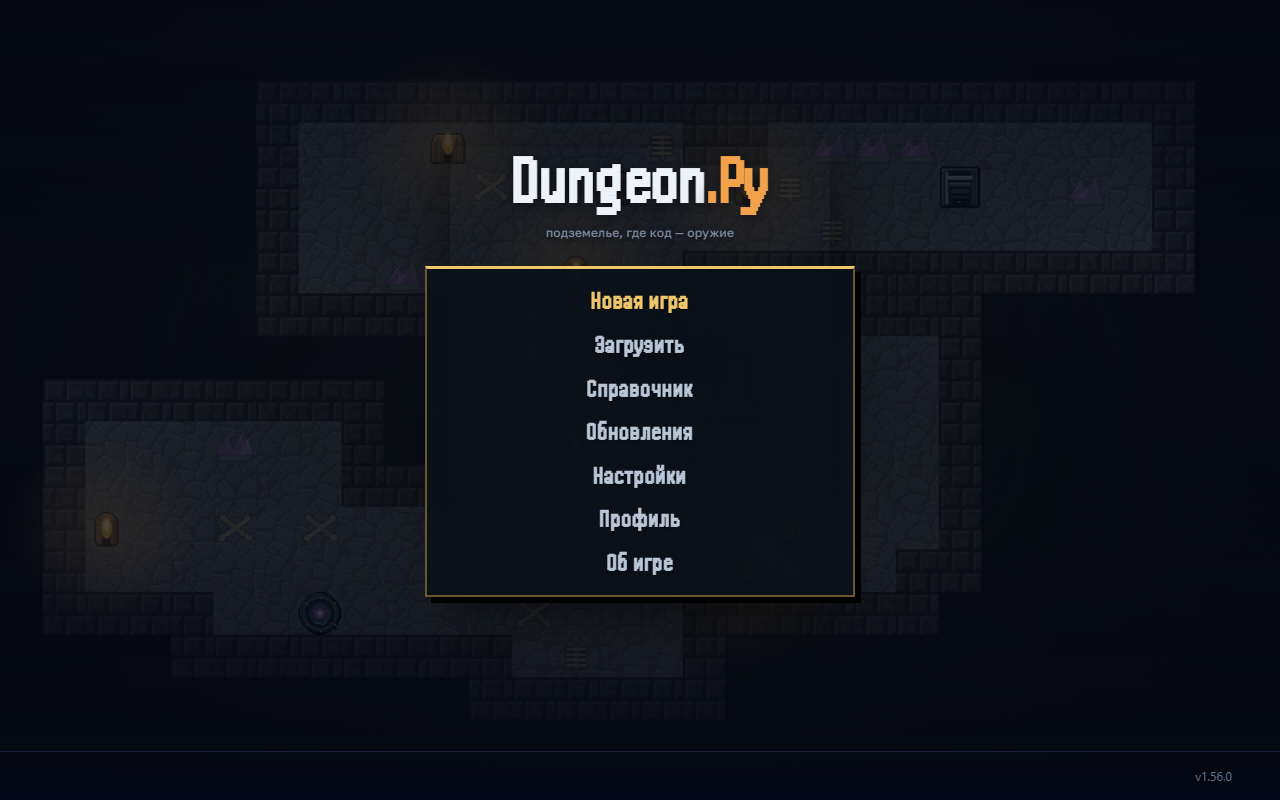 Dungeon.Py
подземелье, где код — оружие
Новая игра
Загрузить
Справочник
Обновления
Настройки
Профиль
Об игре
v1.56.0